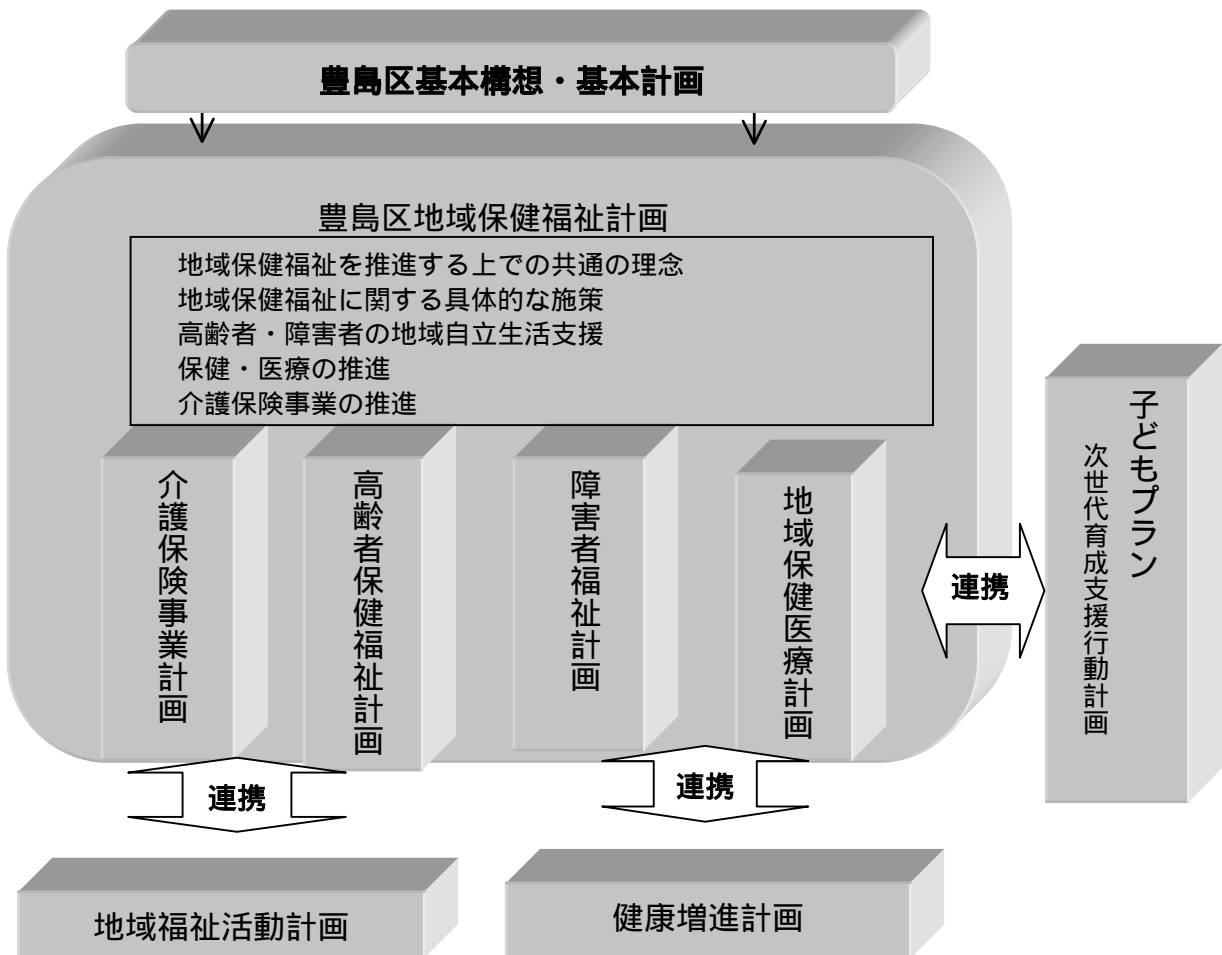 豊島区基本構想・基本計画
豊島区地域保健福祉計画
地域保健福祉を推進する上での共通の理念
地域保健福祉に関する具体的な施策
高齢者・障害者の地域自立生活支援
保健・医療の推進
介護保険事業の推進
介護保険事業計画
高齢者保健福祉計画
障害者福祉計画
地域保健医療計画
連携
子どもプラン
次世代育成支援行動計画
連携
連携
地域福祉活動計画
健康増進計画